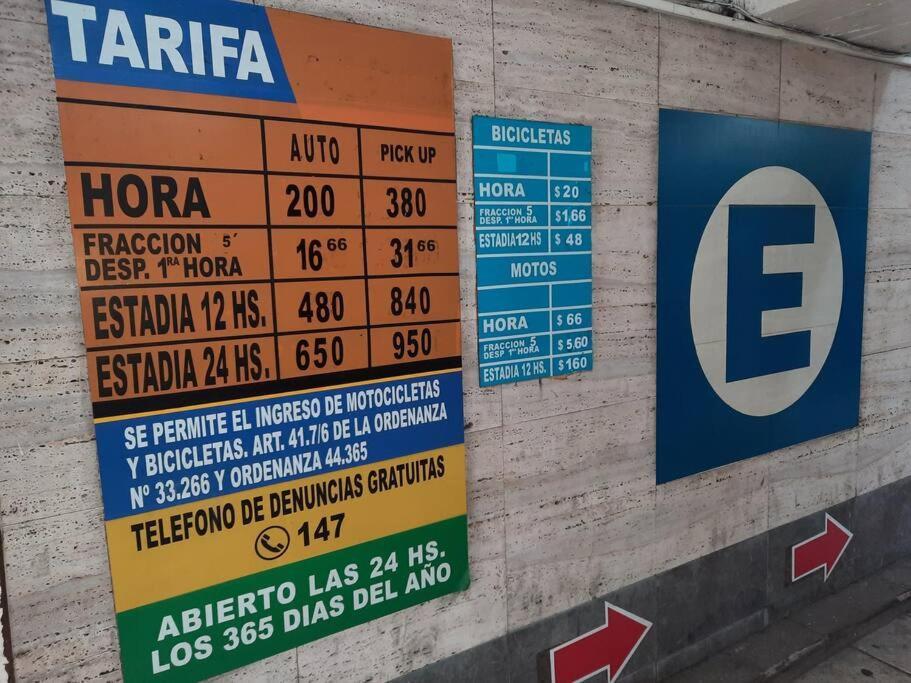 TARIFA
AUTO PICK UP
HORA 200 380
FRACCION 5´
DESP. 1RA HORA 16 66 31 66
ESTADIA 12 HS. 480 840
ESTADIA 24 HS. 650 950
SE PERMITE EL INGRESO DE MOTOCICLETAS
Y BICICLETAS. ART. 41.7/6 DE LA ORDENANZA
Nº 33.266 Y ORDENANZA 44.365
TELEFONO DE DENUNCIAS GRATUITAS
147
ABIERTO LAS 24 HS.
LOS 365 DIAS DEL AÑO
BICICLETAS
HORA $ 20
FRACCION 5
DESP. 1ra HORA $ 1,66
ESTADIA 12 HS $ 48
MOTOS
HORA $ 66
FRACCION 5
DESP 1ra HORA $ 5,60
ESTADIA 12 HS. $ 160
E